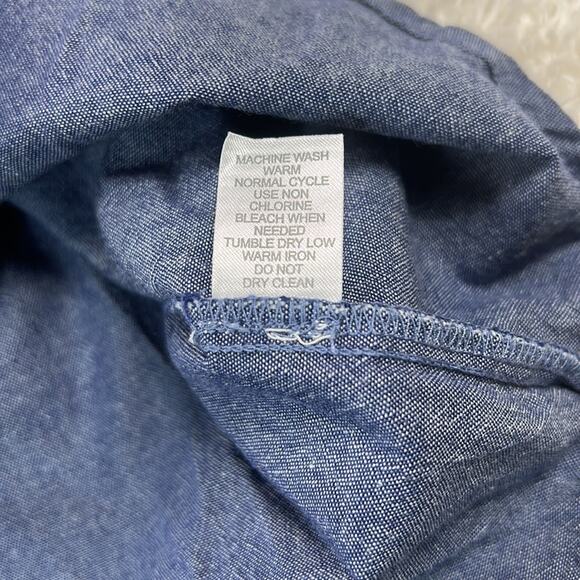 MACHINE WASH
WARM
NORMAL CYCLE
USE NON
CHLORINE
BLEACH WHEN
NEEDED
TUMBLE DRY LOW
WARM IRON
DO NOT
DRY CLEAN